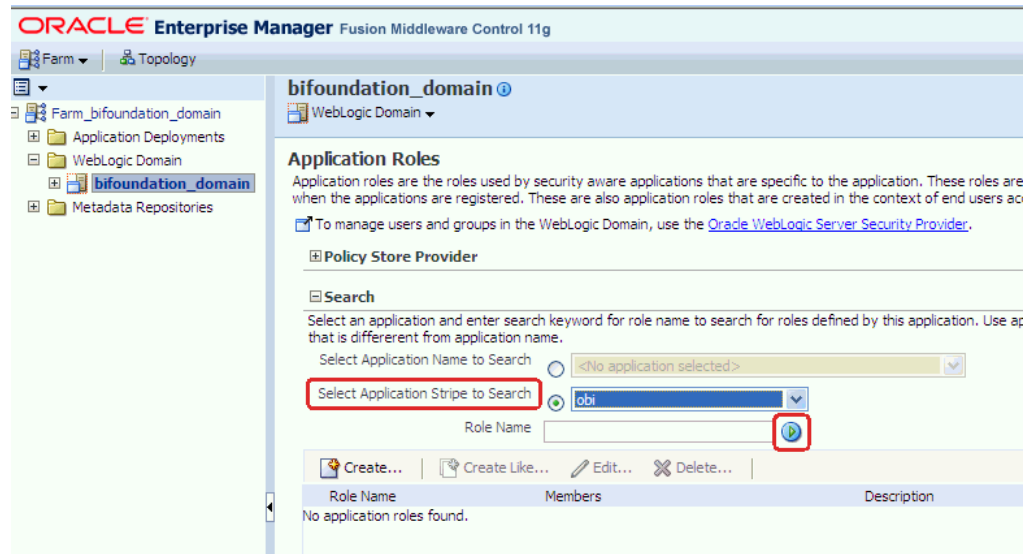 ORACLE Enterprise Manager Fusion Middleware Control 11g
Farm Topology
bifoundation_domain
WebLogic Domain
Farm_bifoundation_domain
Application Deployments
WebLogic Domain
bifoundation_domain
Metadata Repositories
Application Roles
Application roles are the roles used by security aware applications that are specific to the application. These roles are
when the applications are registered. These are also application roles that are created in the context of end users
To manage users and groups in the WebLogic Domain, use the Oracle WebLogic Server Security Provider.
Policy Store Provider
Search
Select an application and enter search keyword for role name to search for roles defined by this application. Use
that is differerent from application name.
Select Application Name to Search <No application selected>
Select Application Stripe to Search obi
Role Name
Create... Create Like... Edit... Delete...
Role Name Members Description
No application roles found.